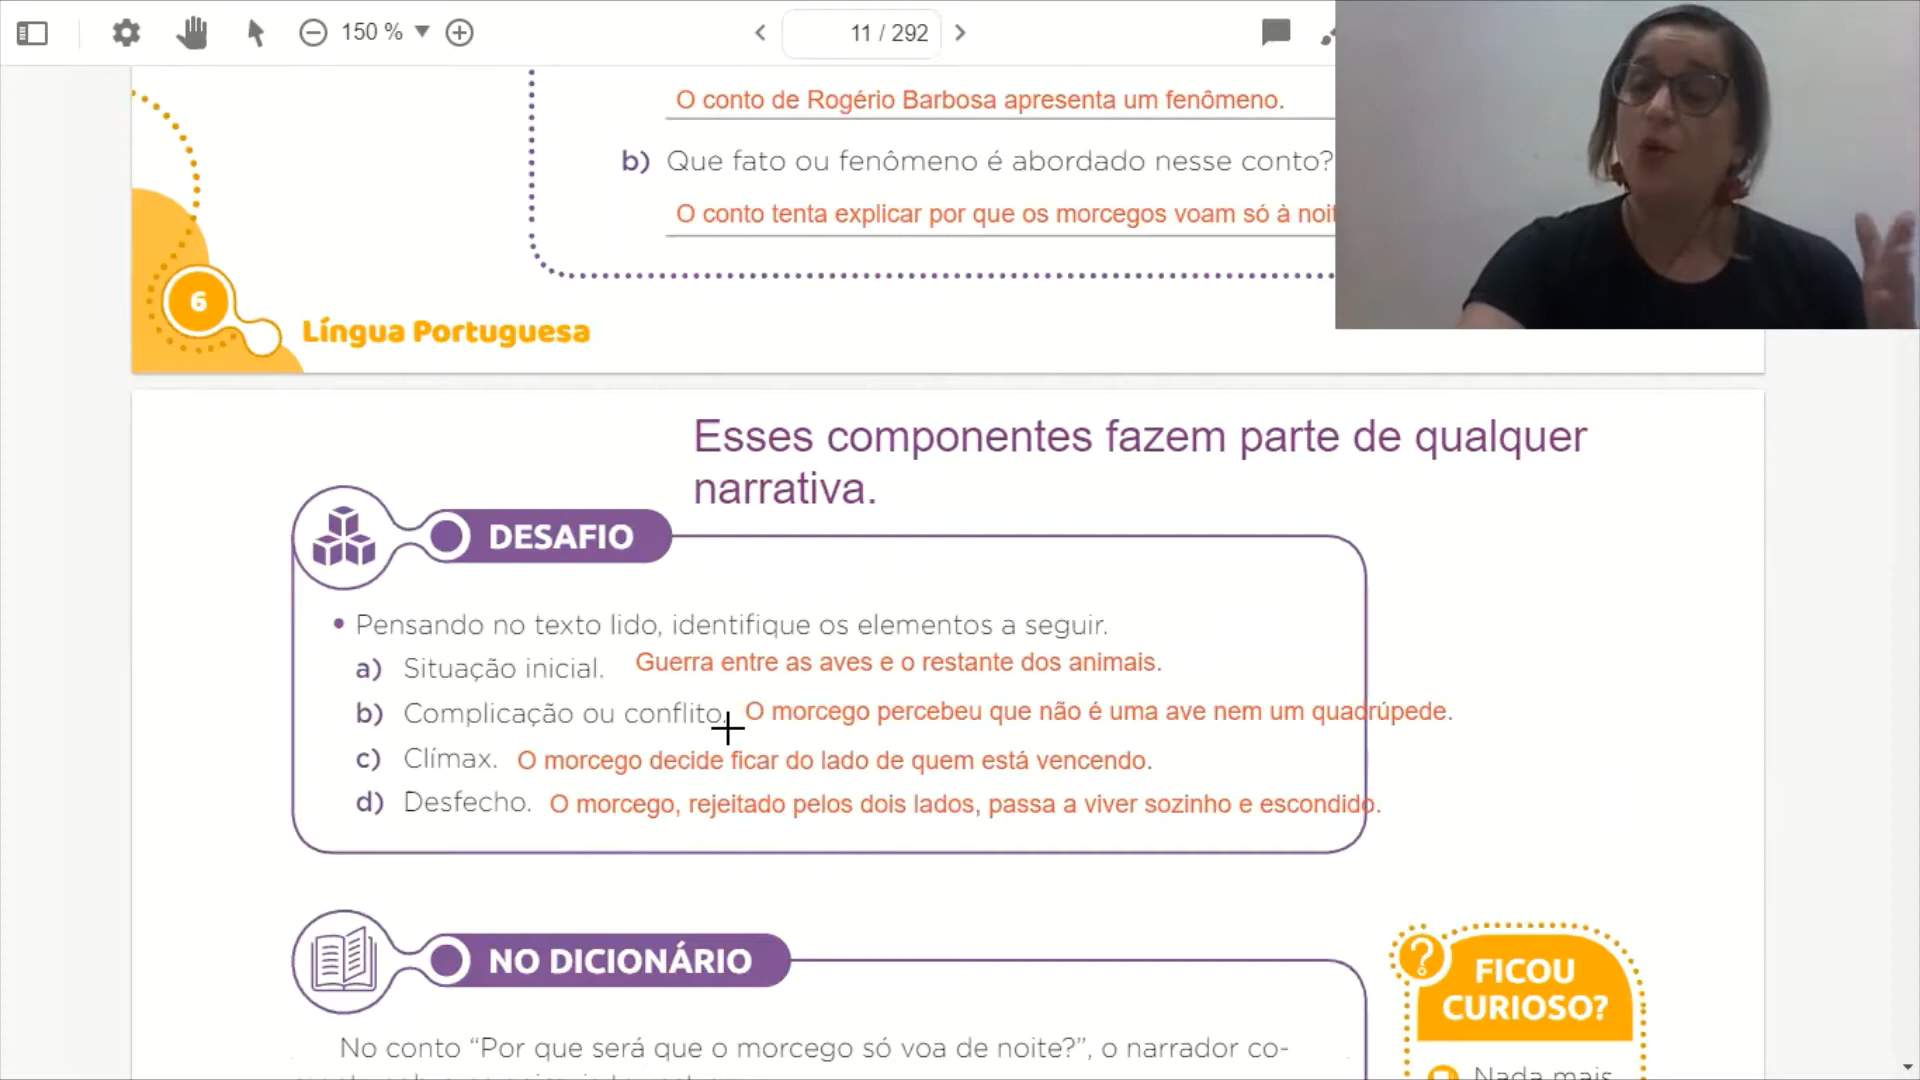 150 %
11 / 292
O conto de Rogério Barbosa apresenta um fenômeno.
b) Que fato ou fenômeno é abordado nesse conto?
O conto tenta explicar por que os morcegos voam só à noit
6
Língua Portuguesa
Esses componentes fazem parte de qualquer
narrativa.
DESAFIO
• Pensando no texto lido, identifique os elementos a seguir.
a) Situação inicial. Guerra entre as aves e o restante dos animais.
b) Complicação ou conflito. O morcego percebeu que não é uma ave nem um quadrúpede.
c) Clímax. O morcego decide ficar do lado de quem está vencendo.
d) Desfecho. O morcego, rejeitado pelos dois lados, passa a viver sozinho e escondido.
NO DICIONÁRIO
?
FICOU
CURIOSO?
No conto “Por que será que o morcego só voa de noite?”, o narrador co-
Nada mais